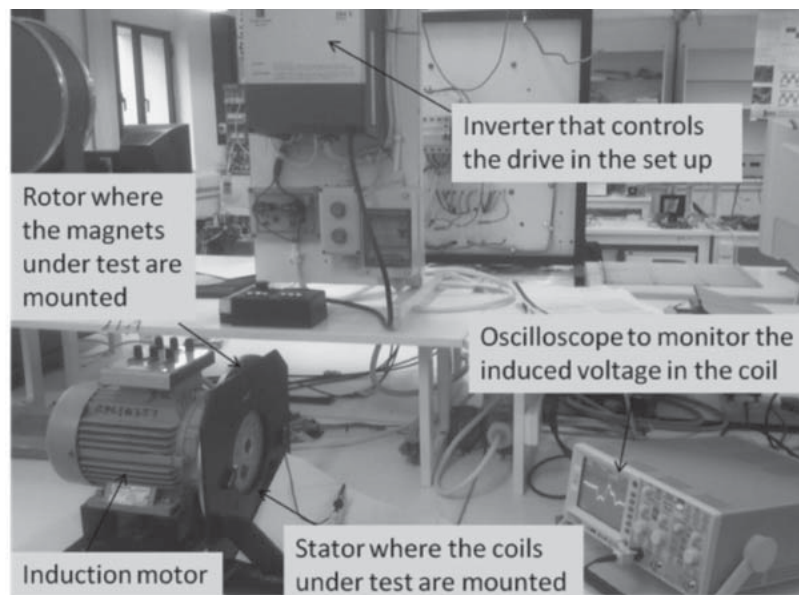 Inverter that controls
the drive in the set up
Rotor where
the magnets
under test are
mounted
Oscilloscope to monitor the
induced voltage in the coil
Induction motor
Stator where the coils
under test are mounted